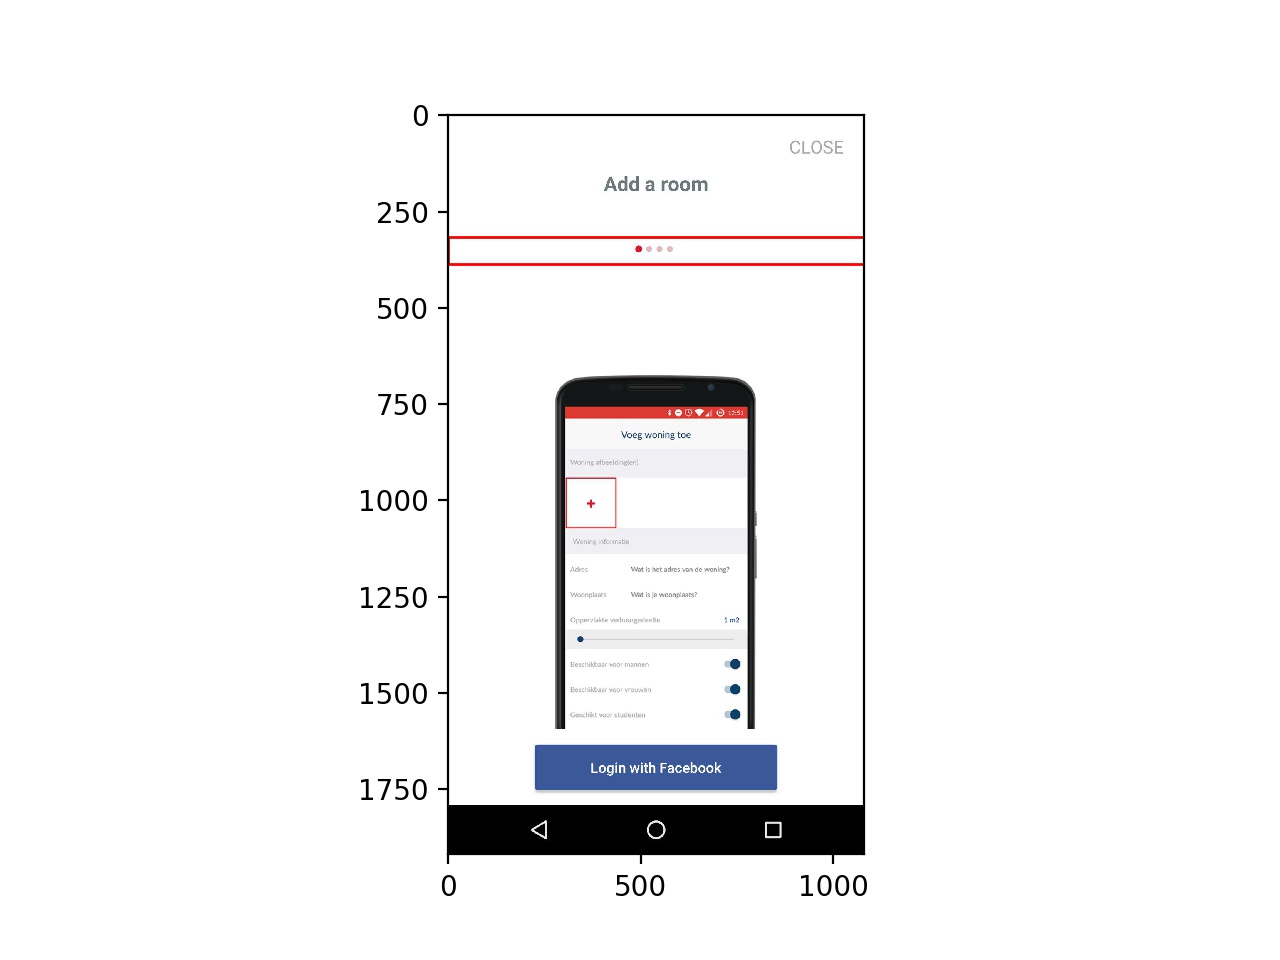 0
CLOSE
Add a room
250
500
750
12:51
Voeg woning toe
Woning afbeelding(en)
1000
+
Woning informatie
Adres Wat is het adres van de woning?
1250
Woonplaats Wat is je woonplaats?
Oppervlakte verhuurgedeelte 1 m2
Beschikbaar voor mannen
1500
Beschikbaar voor vrouwen
Geschikt voor studenten
Login with Facebook
1750
0 500 1000